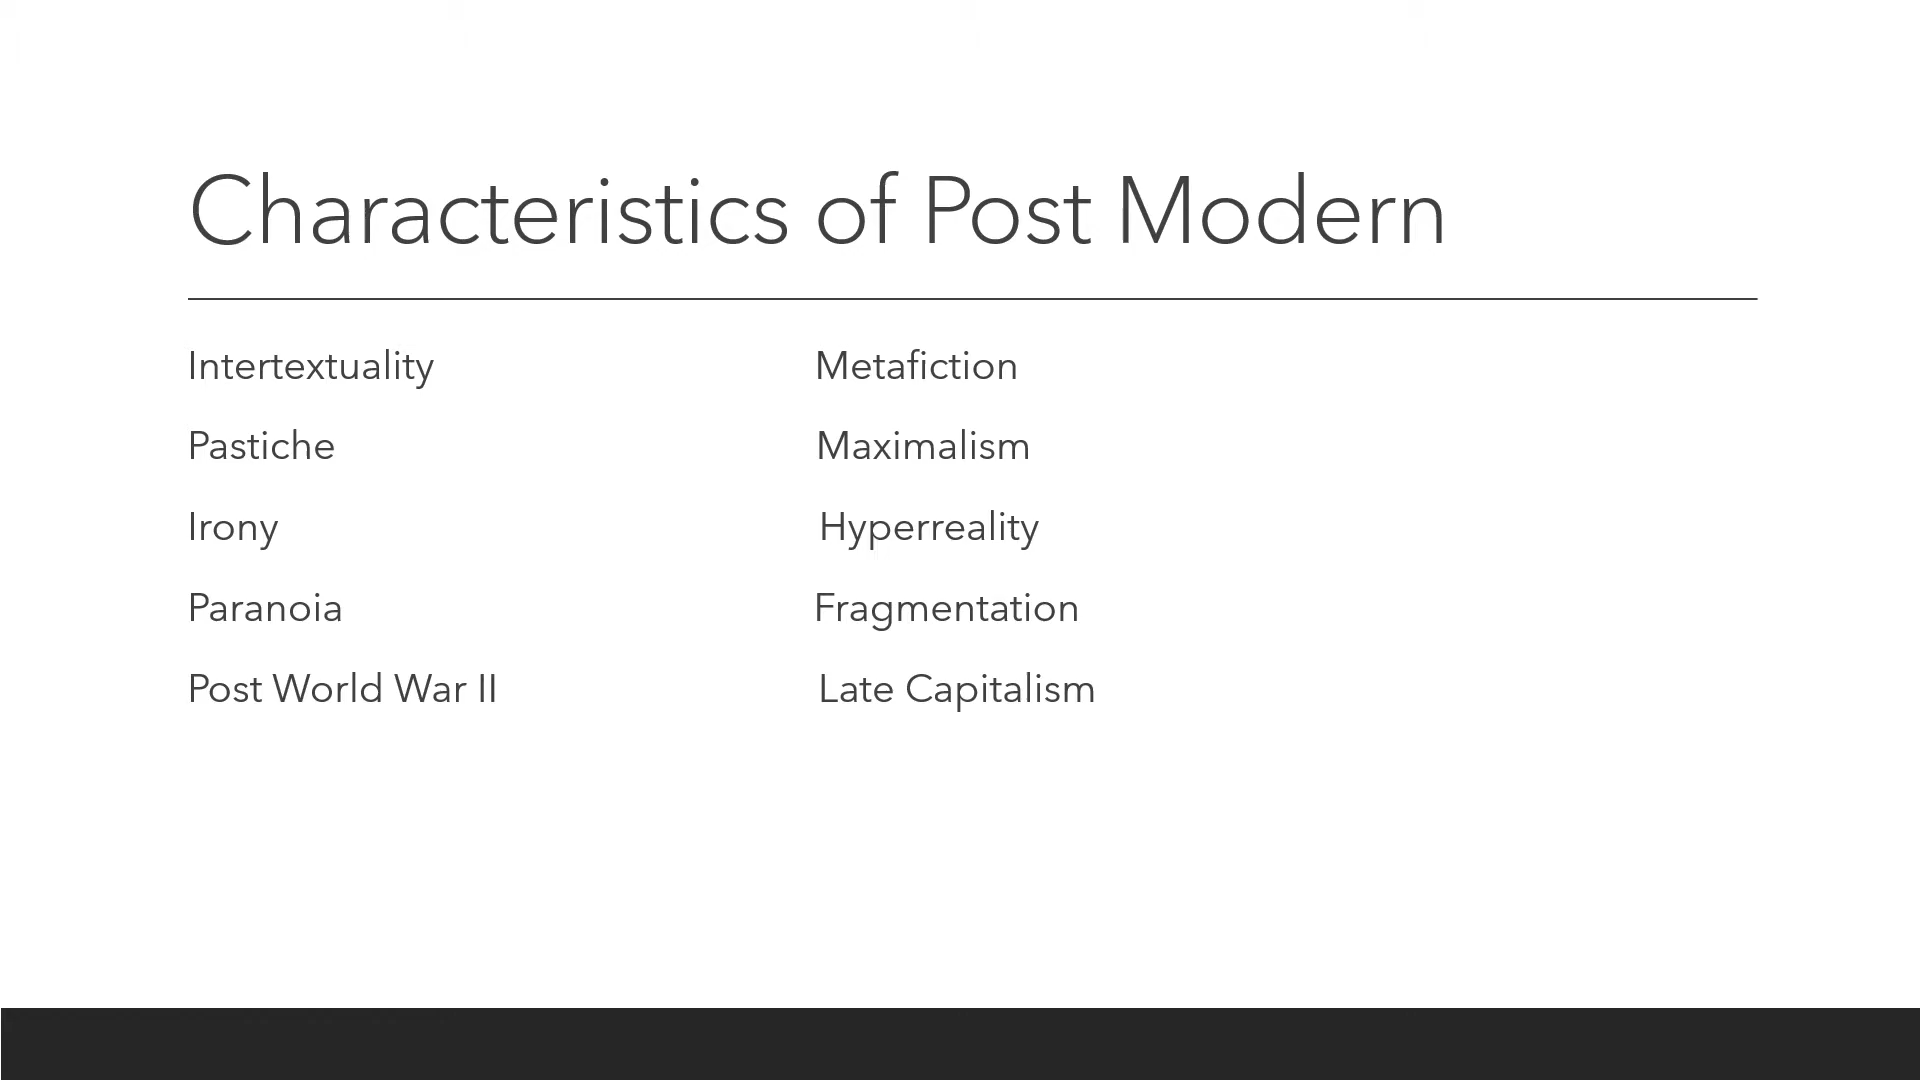 Characteristics of Post Modern
Intertextuality Metafiction
Pastiche Maximalism
Irony Hyperreality
Paranoia Fragmentation
Post World War II Late Capitalism